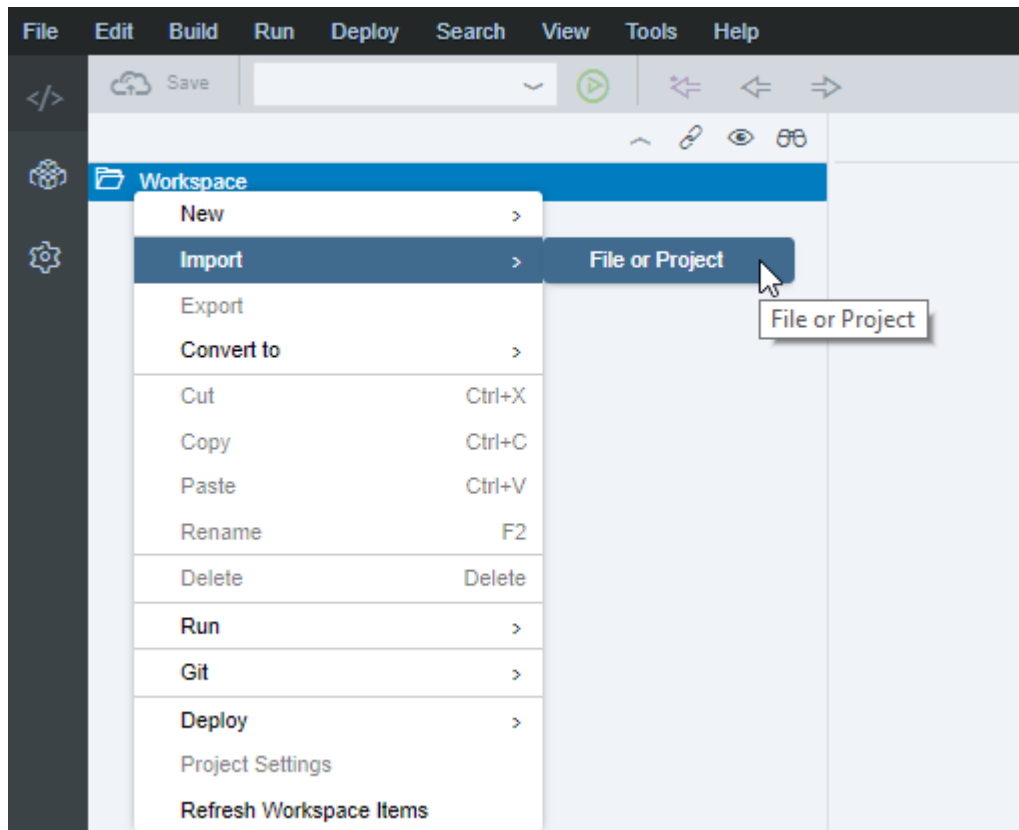 File Edit Build Run Deploy Search View Tools Help
</> Save
Workspace
New >
Import > File or Project
File or Project
Export
Convert to >
Cut Ctrl+X
Copy Ctrl+C
Paste Ctrl+V
Rename F2
Delete Delete
Run >
Git >
Deploy >
Project Settings
Refresh Workspace Items